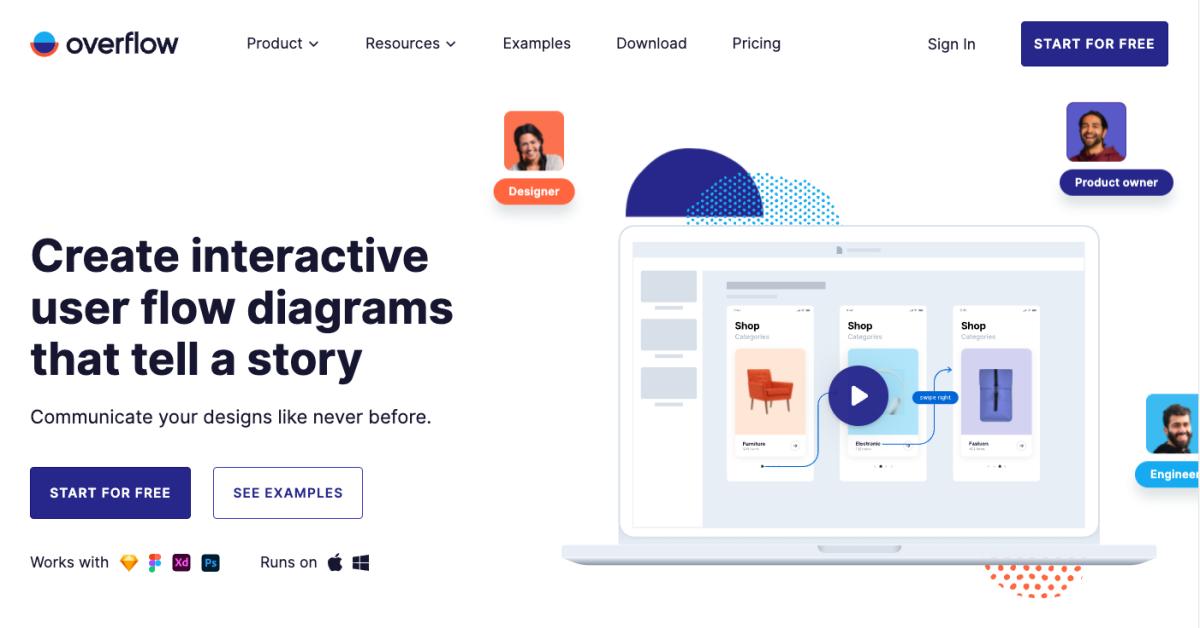 overflow
Product
Resources
Examples
Download
Pricing
Sign In
START FOR FREE
Designer
Product owner
Create interactive
user flow diagrams
that tell a story
Communicate your designs like never before.
START FOR FREE
SEE EXAMPLES
Works with
Xd
Ps
Runs on
Shop
Categories
Furniture
Shop
Categories
swipe right
Electronic
Shop
Categories
Fashion
Engineer